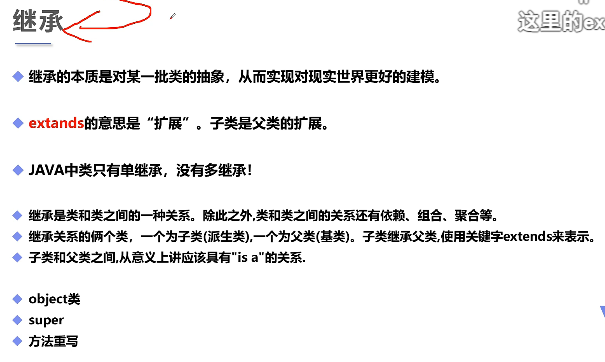 继承
这里的ex
继承的本质是对某一批类的抽象，从而实现对现实世界更好的建模。
extands的意思是“扩展”。子类是父类的扩展。
JAVA中类只有单继承，没有多继承！
继承是类和类之间的一种关系。除此之外,类和类之间的关系还有依赖、组合、聚合等。
继承关系的俩个类，一个为子类(派生类),一个为父类(基类)。子类继承父类,使用关键字extends来表示。
子类和父类之间,从意义上讲应该具有"is a"的关系.
object类
super
方法重写